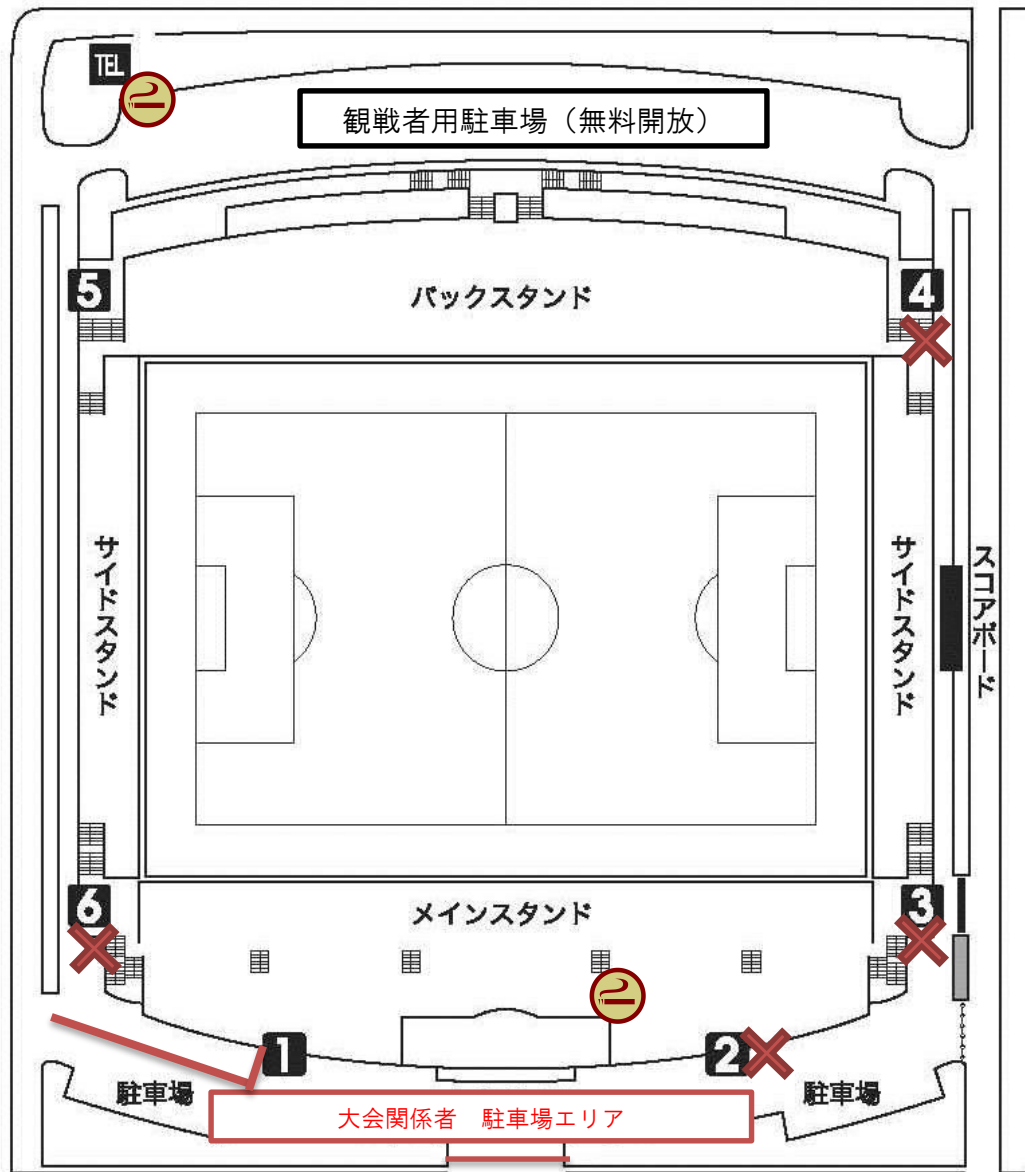 TEL
観戦者用駐車場（無料開放）
5
バックスタンド
4
サイドスタンド
サイドスタンド
スコアボード
6
メインスタンド
3
1
2
駐車場
大会関係者　駐車場エリア
駐車場